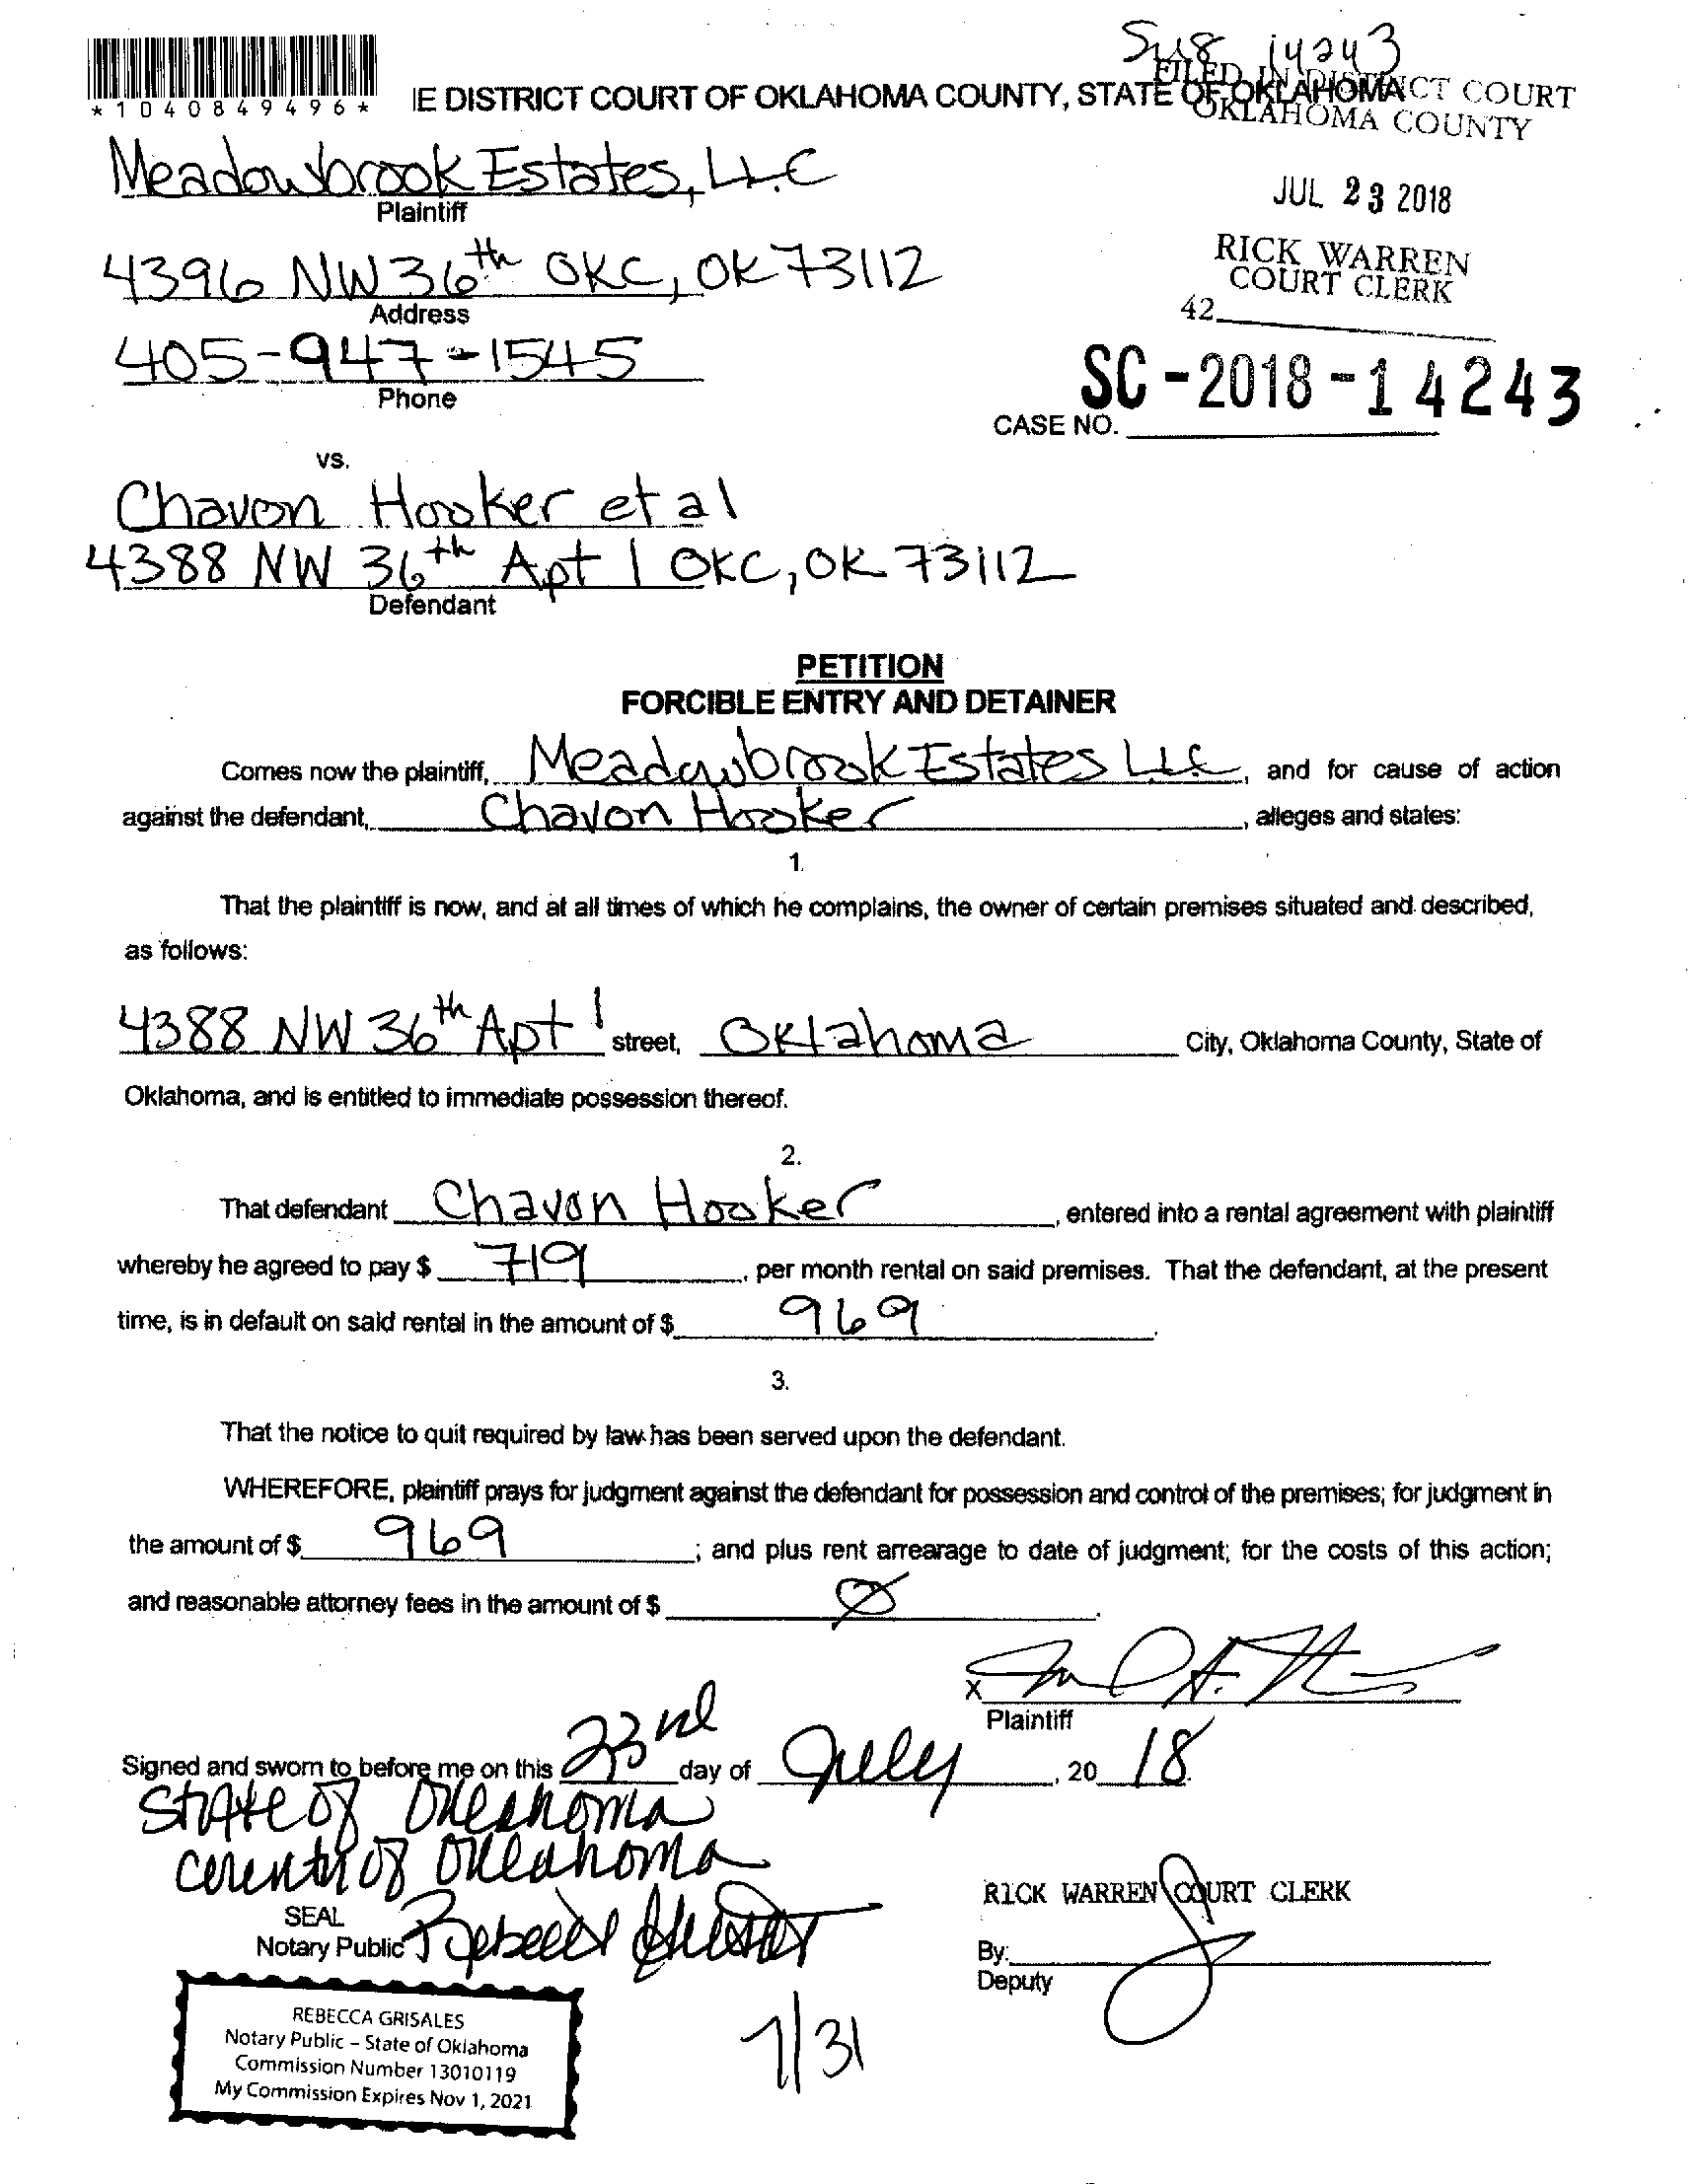 Sus 14243
*1040849496*
IE DISTRICT COURT OF OKLAHOMA COUNTY, STATE OF OKLAHOMA
FILED IN DISTRICT COURT
OKLAHOMA COUNTY
Meadowbrook Estates, LLC
Plaintiff
JUL 23 2018
4396 NW 36th OKC, OK 73112
Address
RICK WARREN
COURT CLERK
42
405-947-1545
Phone
SC-2018-14243
CASE NO.
vs.
Chavon Hooker et al
4388 NW 36th Apt 1 OKC, OK 73112
Defendant
PETITION
FORCIBLE ENTRY AND DETAINER
Comes now the plaintiff, Meadowbrook Estates LLC, and for cause of action
against the defendant, Chavon Hooker, alleges and states:
1.
That the plaintiff is now, and at all times of which he complains, the owner of certain premises situated and described,
as follows:
4388 NW 36th Apt 1 street, Oklahoma City, Oklahoma County, State of
Oklahoma, and is entitled to immediate possession thereof.
2.
That defendant Chavon Hooker, entered into a rental agreement with plaintiff
whereby he agreed to pay $ 719, per month rental on said premises. That the defendant, at the present
time, is in default on said rental in the amount of $ 969.
3.
That the notice to quit required by law has been served upon the defendant.
WHEREFORE, plaintiff prays for judgment against the defendant for possession and control of the premises; for judgment in
the amount of $ 969; and plus rent arrearage to date of judgment; for the costs of this action;
and reasonable attorney fees in the amount of $ Ø.
X
Plaintiff
Signed and sworn to before me on this 23rd day of July, 2018.
State of Oklahoma
County of Oklahoma
SEAL
Notary Public Rebecca Grisales
RICK WARREN COURT CLERK
By:
Deputy
REBECCA GRISALES
Notary Public – State of Oklahoma
Commission Number 13010119
My Commission Expires Nov 1, 2021
7/31